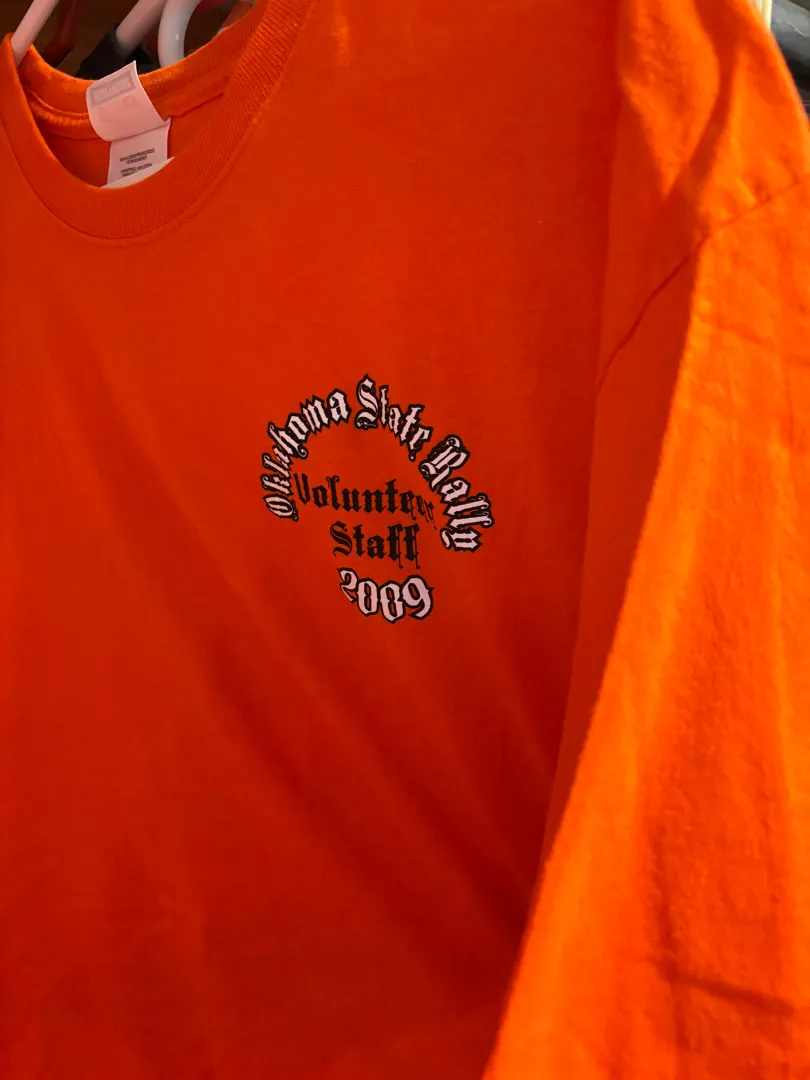 Oklahoma State Rally
Volunteer
Staff
2009